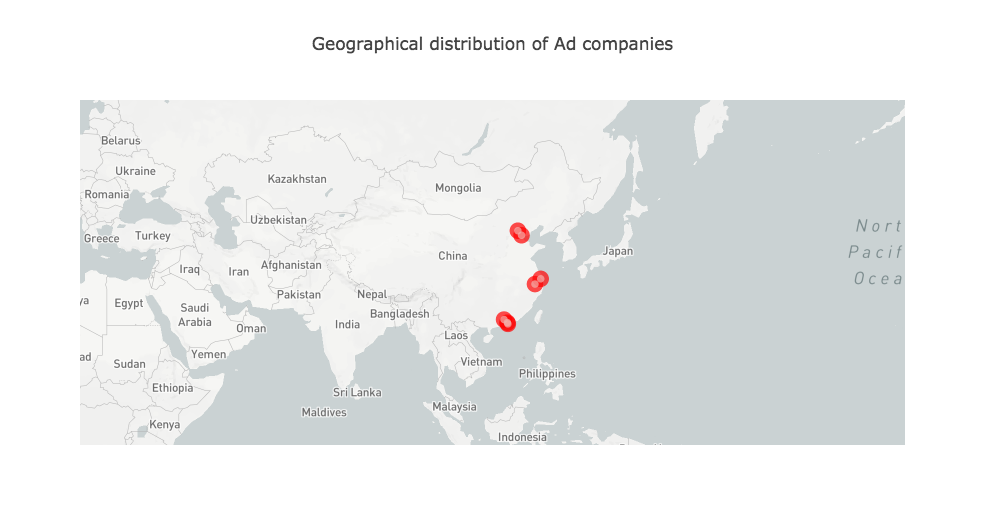 Geographical distribution of Ad companies
Belarus
Ukraine
Kazakhstan
Mongolia
Romania
Uzbekistan
Greece
Turkey
Nort
Pacif
Ocea
Japan
China
Iraq
Iran
Afghanistan
Pakistan
Nepal
ya
Egypt
Saudi
Arabia
Oman
India
Bangladesh
Laos
Yemen
ad
Sudan
Vietnam
Philippines
Ethiopia
Sri Lanka
Maldives
Malaysia
Kenya
Indonesia